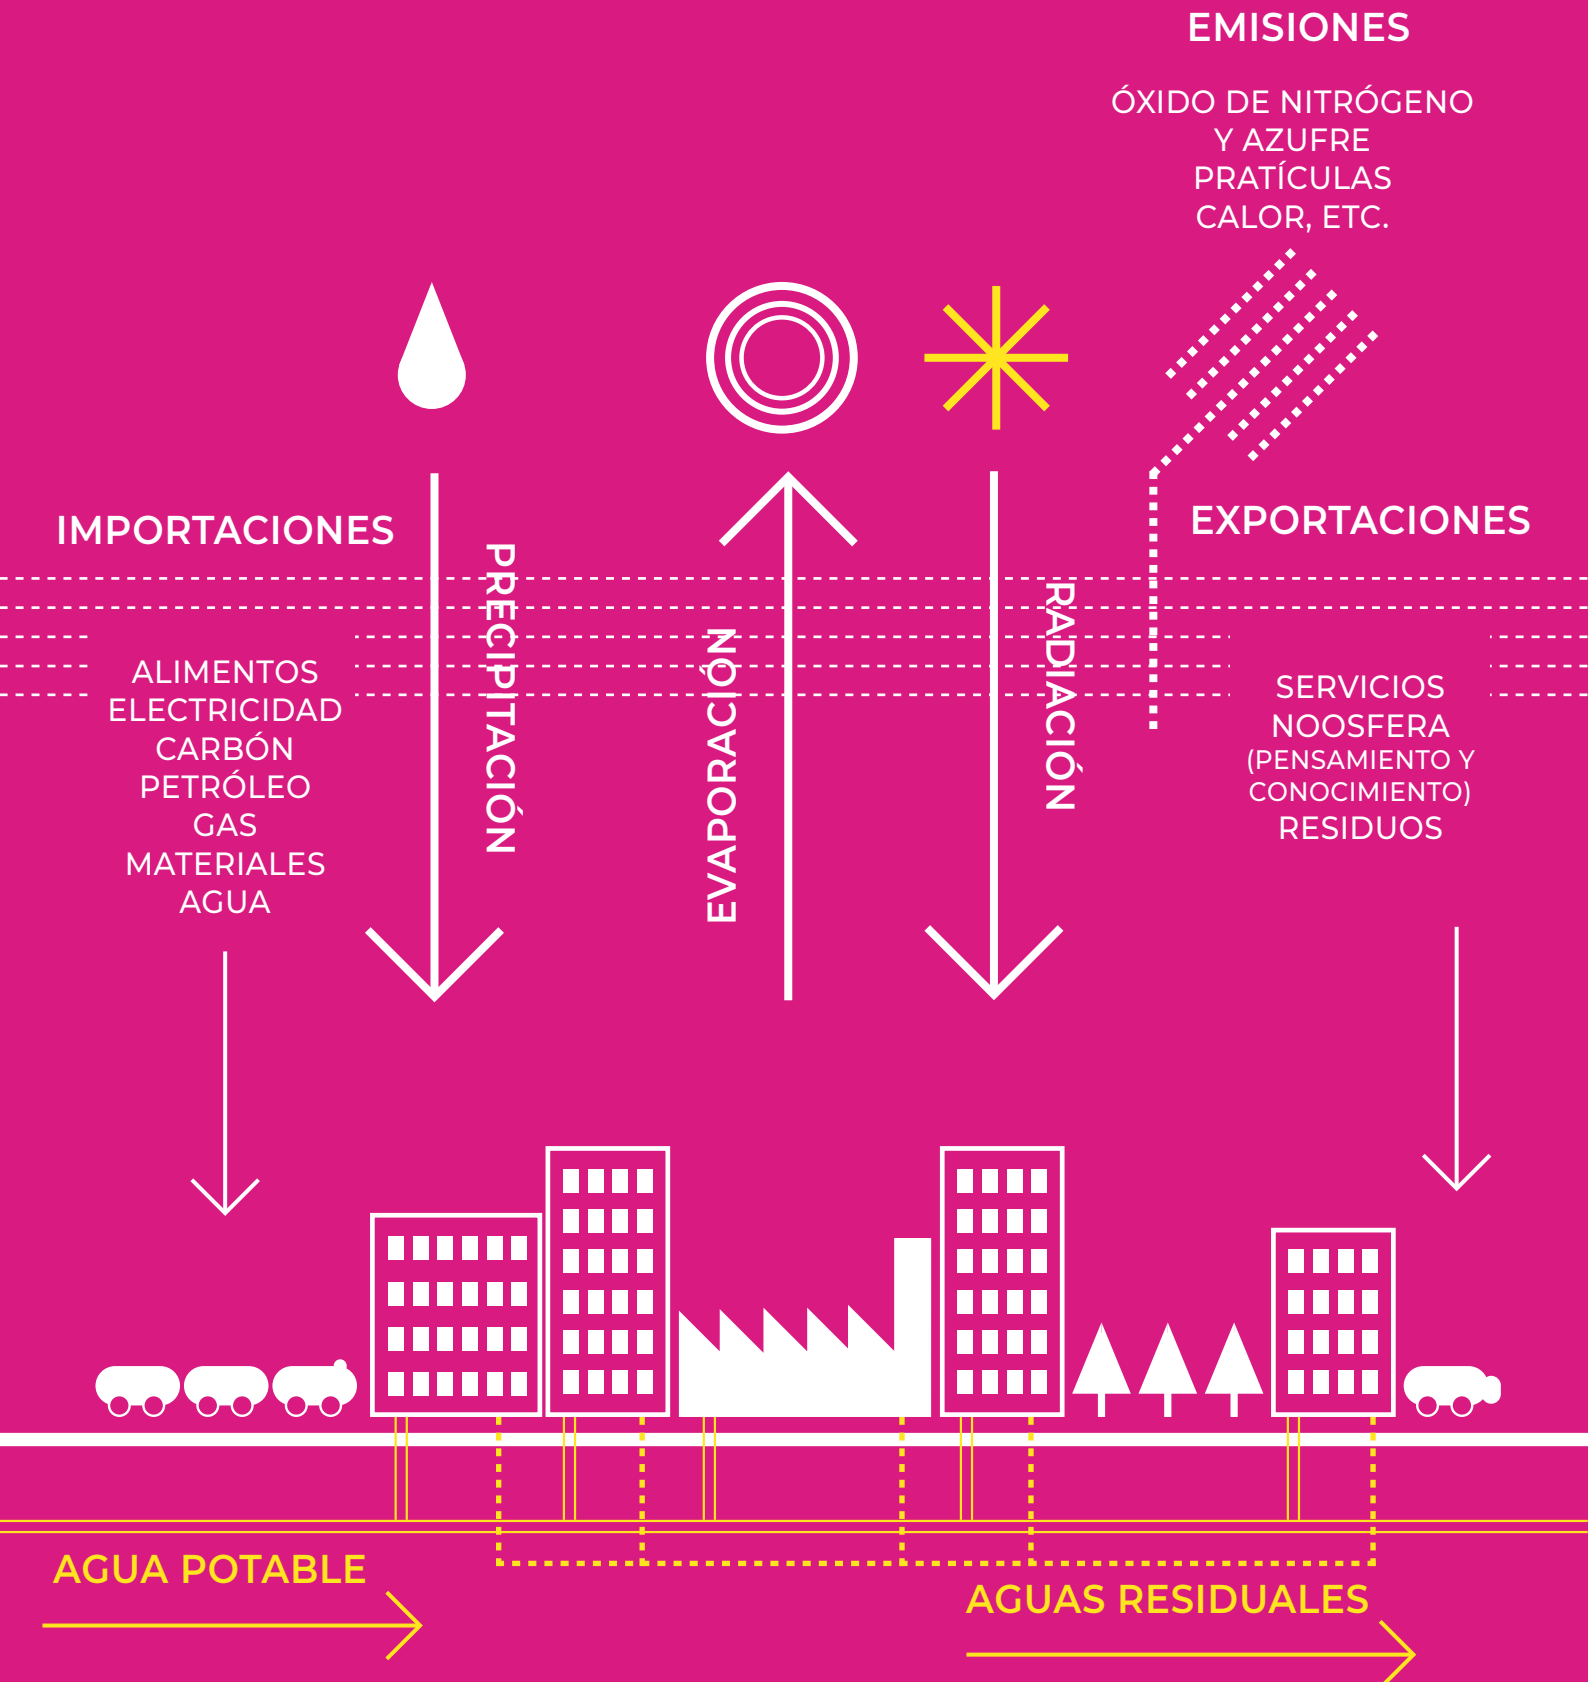 EMISIONES
ÓXIDO DE NITRÓGENO
Y AZUFRE
PRATÍCULAS
CALOR, ETC.
IMPORTACIONES
ALIMENTOS
ELECTRICIDAD
CARBÓN
PETRÓLEO
GAS
MATERIALES
AGUA
PRECIPITACIÓN
EVAPORACIÓN
RADIACIÓN
EXPORTACIONES
SERVICIOS
NOOSFERA
(PENSAMIENTO Y
CONOCIMIENTO)
RESIDUOS
AGUA POTABLE
AGUAS RESIDUALES